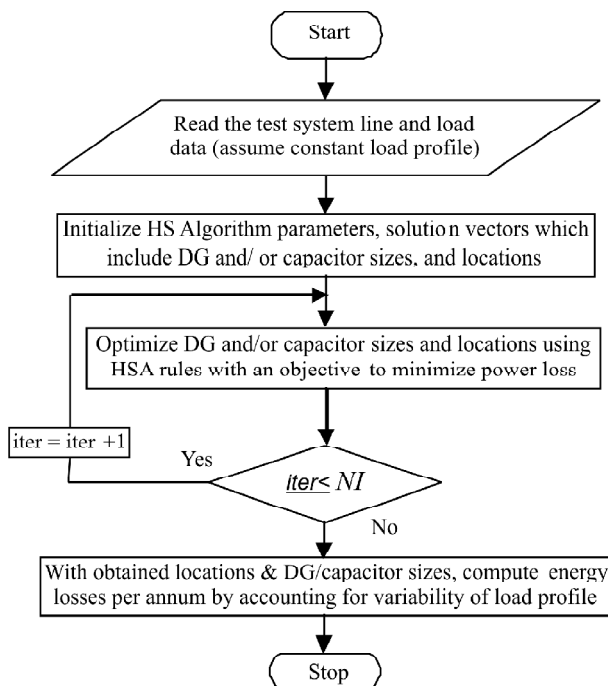 Start
Read the test system line and load
data (assume constant load profile)
Initialize HS Algorithm parameters, solution vectors which
include DG and/ or capacitor sizes, and locations
Optimize DG and/or capacitor sizes and locations using
HSA rules with an objective to minimize power loss
iter = iter +1
Yes
iter< NI
No
With obtained locations & DG/capacitor sizes, compute energy
losses per annum by accounting for variability of load profile
Stop